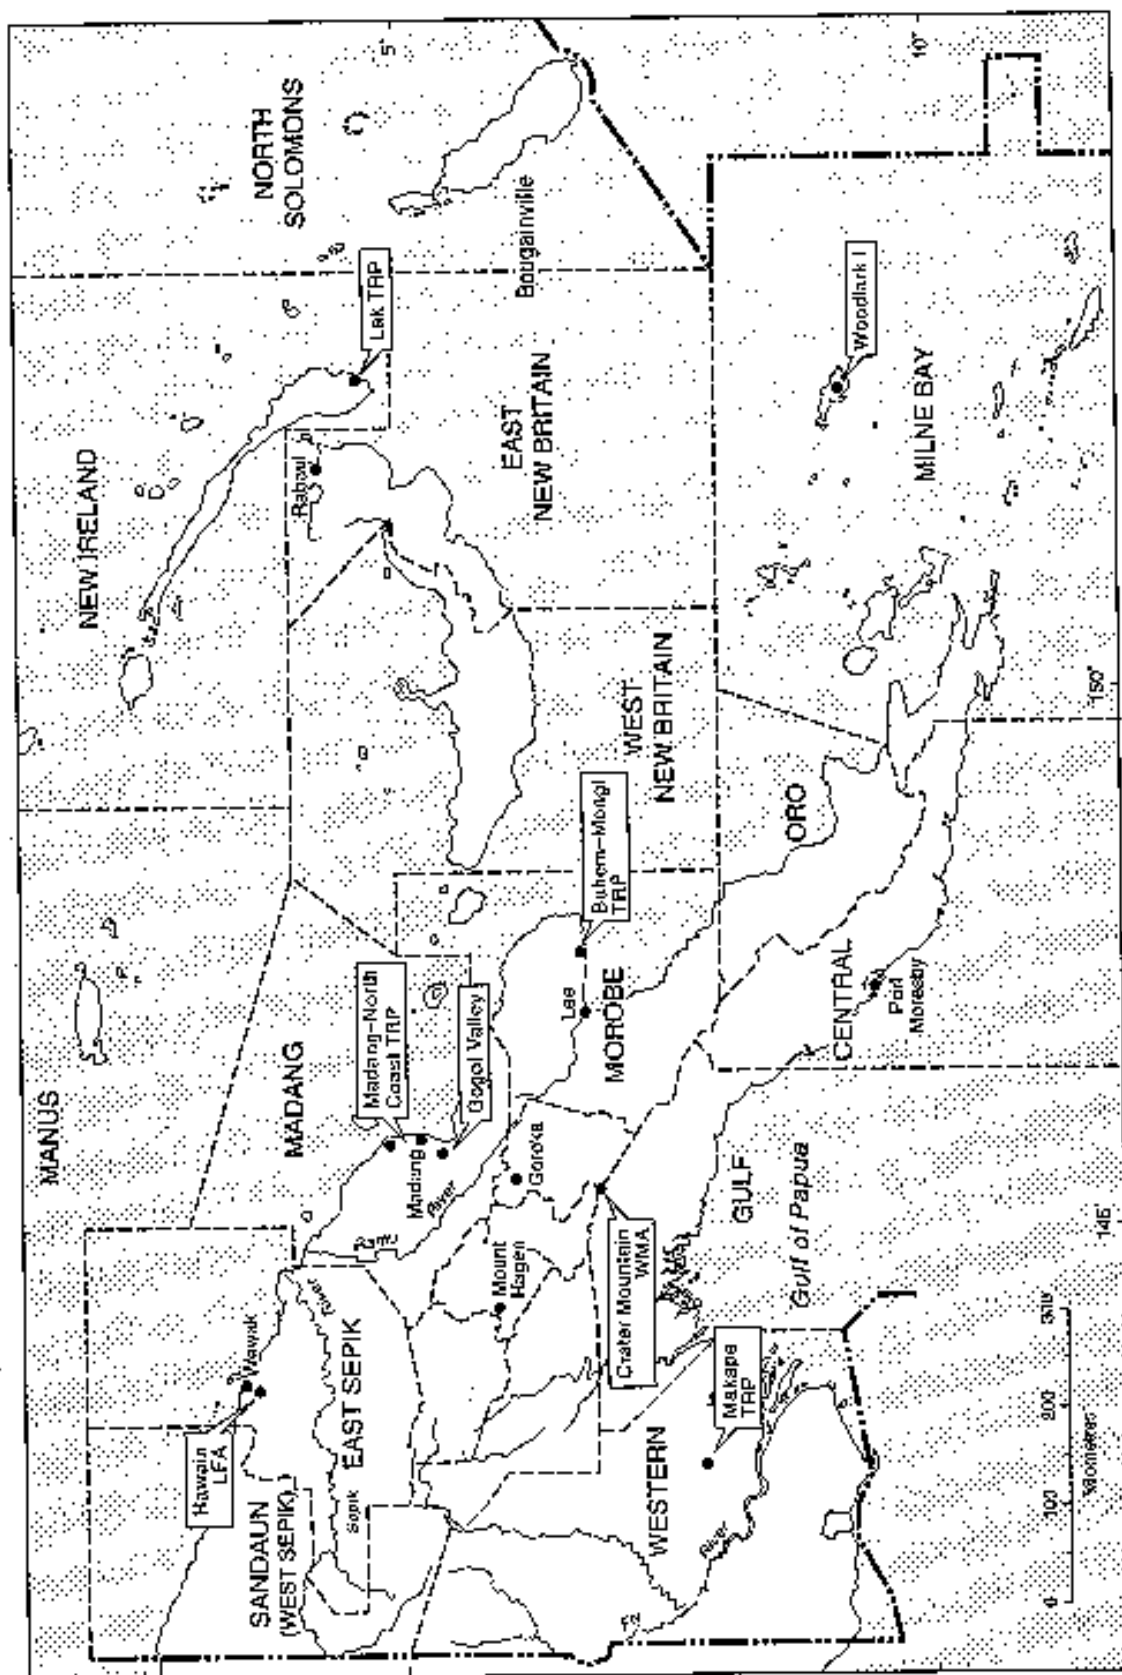 MANUS
NEW IRELAND
NORTH
SOLOMONS
5°
10°
Bougainville
Lak TRP
Rabaul
EAST
NEW BRITAIN
Woodlark I
MILNE BAY
WEST
NEW BRITAIN
150°
ORO
Buhem–Mongi
TRP
MADANG
Madang–North
Coast TRP
Gogol Valley
Madang
Lae
MOROBE
CENTRAL
Port
Moresby
Ramu
River
Goroka
Mount
Hagen
Crater Mountain
WMA
GULF
Gulf of Papua
145°
Wewak
Hawain
LFA
River
Sepik
EAST SEPIK
SANDAUN
(WEST SEPIK)
WESTERN
Makapa
TRP
Fly
River
0 100 200 300
Kilometres